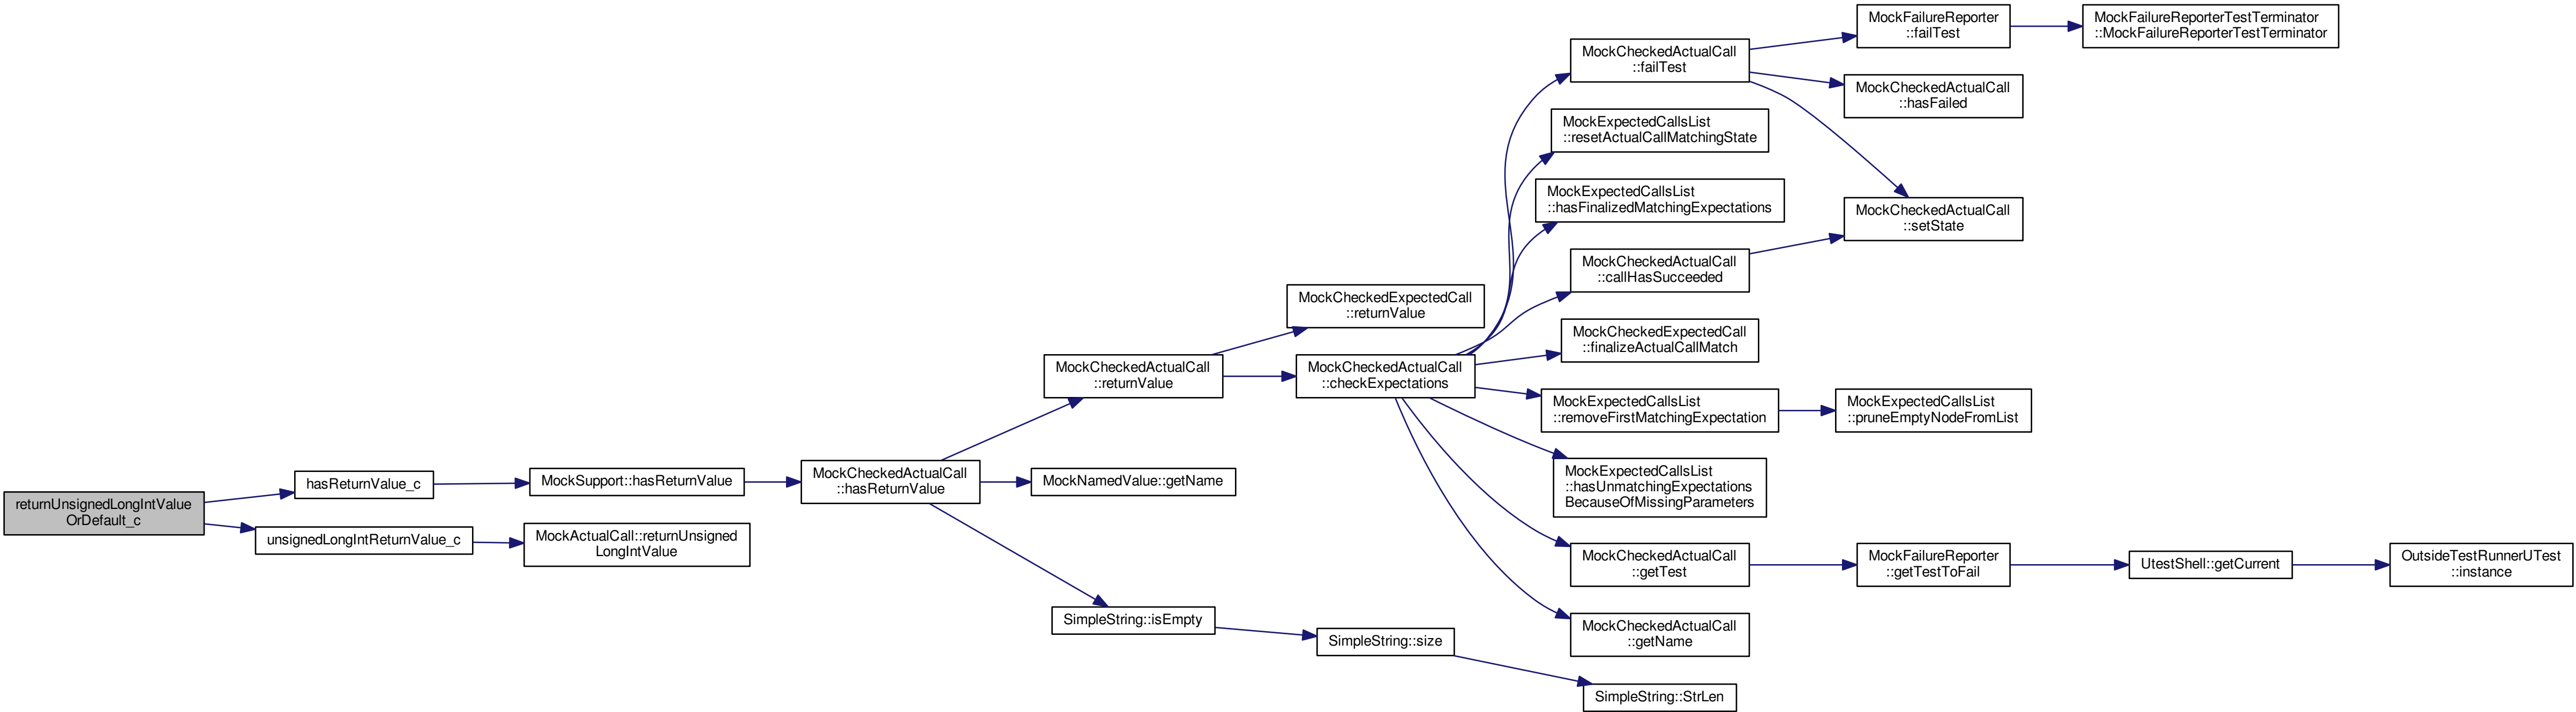 returnUnsignedLongIntValue
OrDefault_c
hasReturnValue_c
unsignedLongIntReturnValue_c
MockSupport::hasReturnValue
MockActualCall::returnUnsigned
LongIntValue
MockCheckedActualCall
::hasReturnValue
MockCheckedActualCall
::returnValue
MockNamedValue::getName
SimpleString::isEmpty
MockCheckedExpectedCall
::returnValue
MockCheckedActualCall
::checkExpectations
SimpleString::size
MockCheckedActualCall
::failTest
MockExpectedCallsList
::resetActualCallMatchingState
MockExpectedCallsList
::hasFinalizedMatchingExpectations
MockCheckedActualCall
::callHasSucceeded
MockCheckedExpectedCall
::finalizeActualCallMatch
MockExpectedCallsList
::removeFirstMatchingExpectation
MockExpectedCallsList
::hasUnmatchingExpectations
BecauseOfMissingParameters
MockCheckedActualCall
::getTest
MockCheckedActualCall
::getName
SimpleString::StrLen
MockFailureReporter
::failTest
MockCheckedActualCall
::hasFailed
MockCheckedActualCall
::setState
MockExpectedCallsList
::pruneEmptyNodeFromList
MockFailureReporter
::getTestToFail
MockFailureReporterTestTerminator
::MockFailureReporterTestTerminator
UtestShell::getCurrent
OutsideTestRunnerUTest
::instance